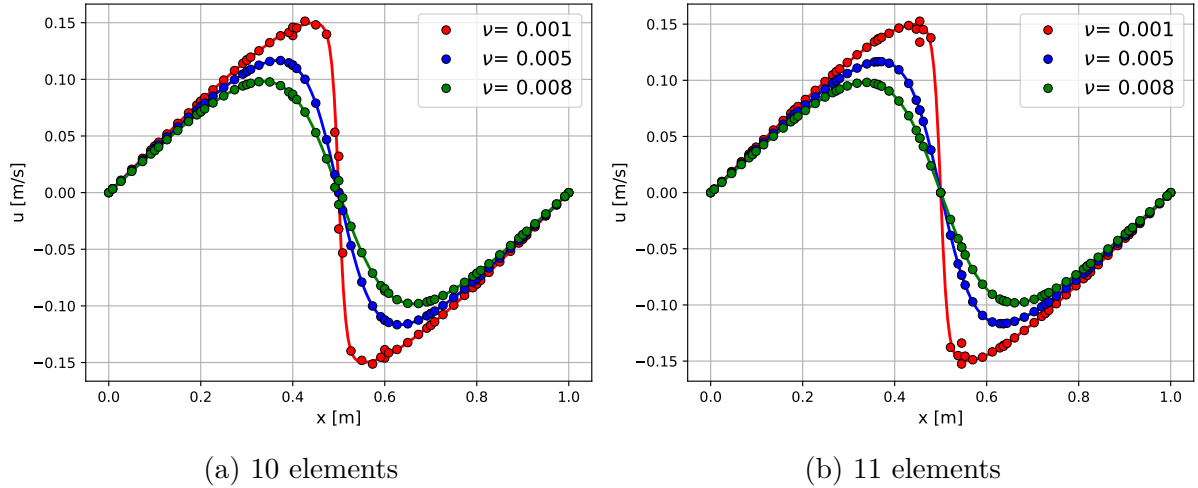 0.15
0.10
0.05
0.00
−0.05
−0.10
−0.15
u [m/s]
0.0 0.2 0.4 0.6 0.8 1.0
x [m]
ν= 0.001
ν= 0.005
ν= 0.008
(a) 10 elements
0.15
0.10
0.05
0.00
−0.05
−0.10
−0.15
u [m/s]
0.0 0.2 0.4 0.6 0.8 1.0
x [m]
ν= 0.001
ν= 0.005
ν= 0.008
(b) 11 elements